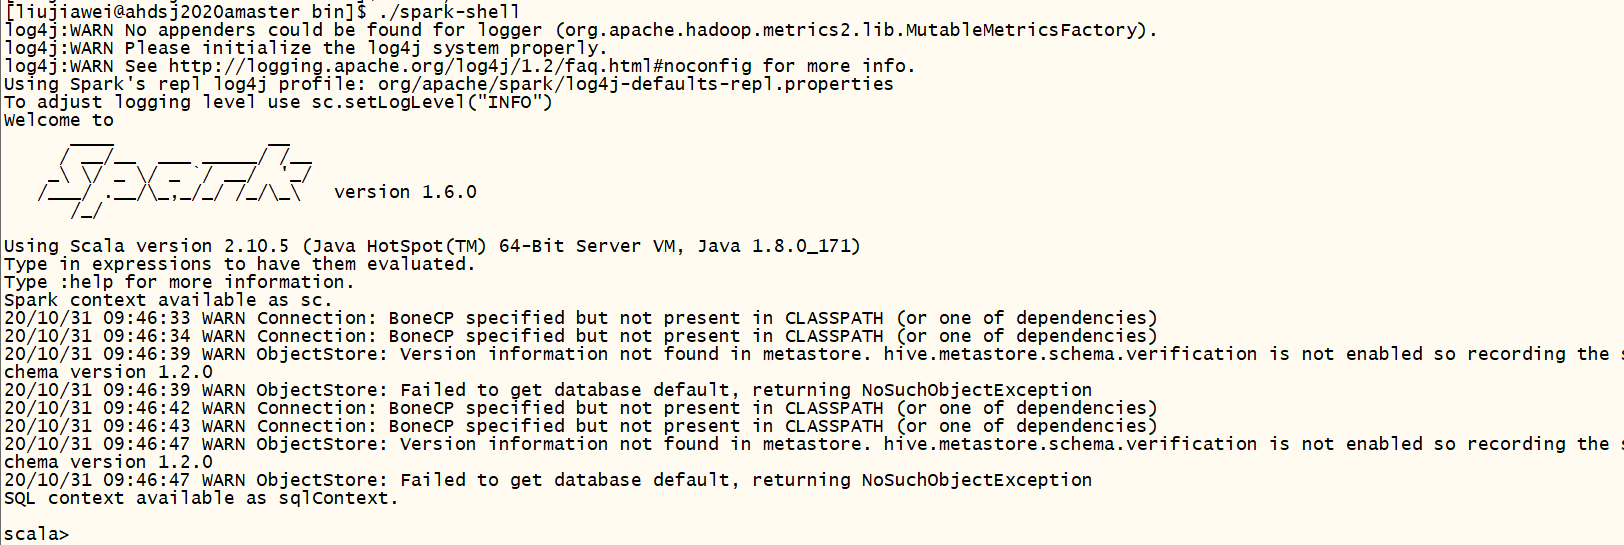 [liujiawei@ahdsj2020amaster bin]$ ./spark-shell
log4j:WARN No appenders could be found for logger (org.apache.hadoop.metrics2.lib.MutableMetricsFactory).
log4j:WARN Please initialize the log4j system properly.
log4j:WARN See http://logging.apache.org/log4j/1.2/faq.html#noconfig for more info.
Using Spark's repl log4j profile: org/apache/spark/log4j-defaults-repl.properties
To adjust logging level use sc.setLogLevel("INFO")
Welcome to
      ____              __
     / __/__  ___ _____/ /__
    _\ \/ _ \/ _ `/ __/  '_/
   /___/ .__/\_,_/_/ /_/\_\   version 1.6.0
      /_/
Using Scala version 2.10.5 (Java HotSpot(TM) 64-Bit Server VM, Java 1.8.0_171)
Type in expressions to have them evaluated.
Type :help for more information.
Spark context available as sc.
20/10/31 09:46:33 WARN Connection: BoneCP specified but not present in CLASSPATH (or one of dependencies)
20/10/31 09:46:34 WARN Connection: BoneCP specified but not present in CLASSPATH (or one of dependencies)
20/10/31 09:46:39 WARN ObjectStore: Version information not found in metastore. hive.metastore.schema.verification is not enabled so recording the s
chema version 1.2.0
20/10/31 09:46:39 WARN ObjectStore: Failed to get database default, returning NoSuchObjectException
20/10/31 09:46:42 WARN Connection: BoneCP specified but not present in CLASSPATH (or one of dependencies)
20/10/31 09:46:43 WARN Connection: BoneCP specified but not present in CLASSPATH (or one of dependencies)
20/10/31 09:46:47 WARN ObjectStore: Version information not found in metastore. hive.metastore.schema.verification is not enabled so recording the s
chema version 1.2.0
20/10/31 09:46:47 WARN ObjectStore: Failed to get database default, returning NoSuchObjectException
SQL context available as sqlContext.
scala>